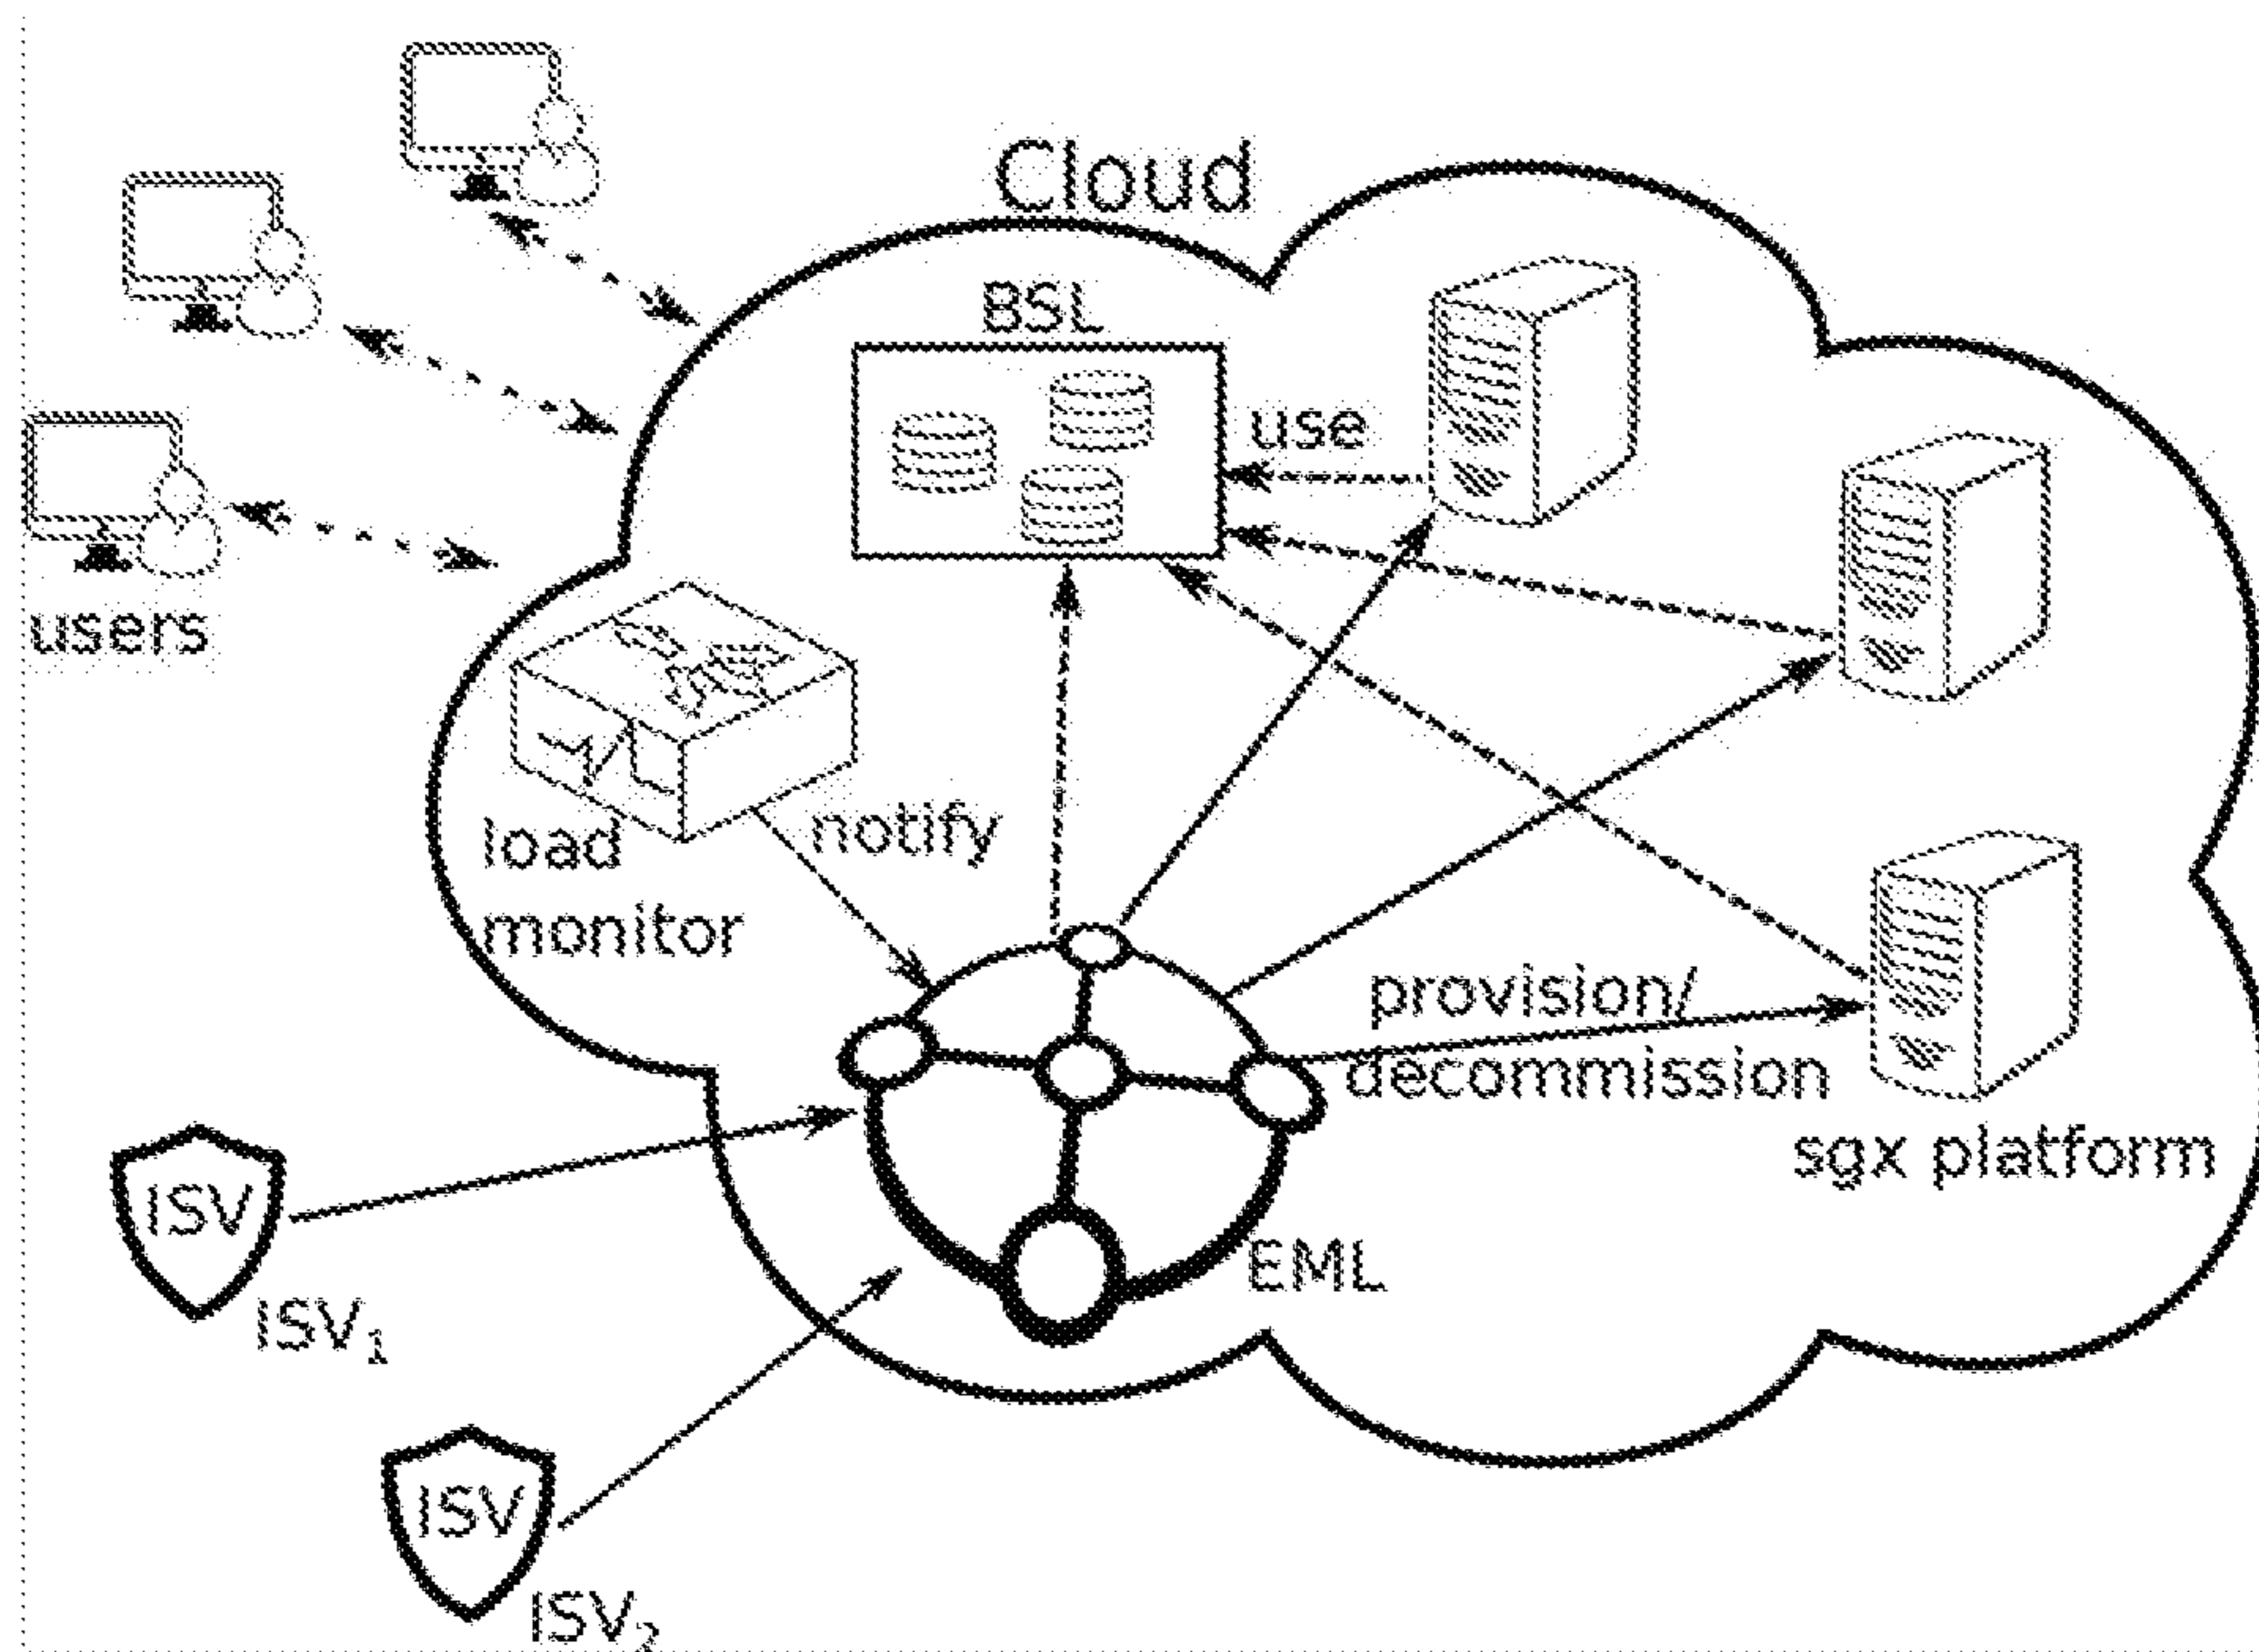 Cloud
BSL
use
users
load
monitor
notify
provision/
decommission
sgx platform
EML
ISV
ISV₁
ISV
ISV₂